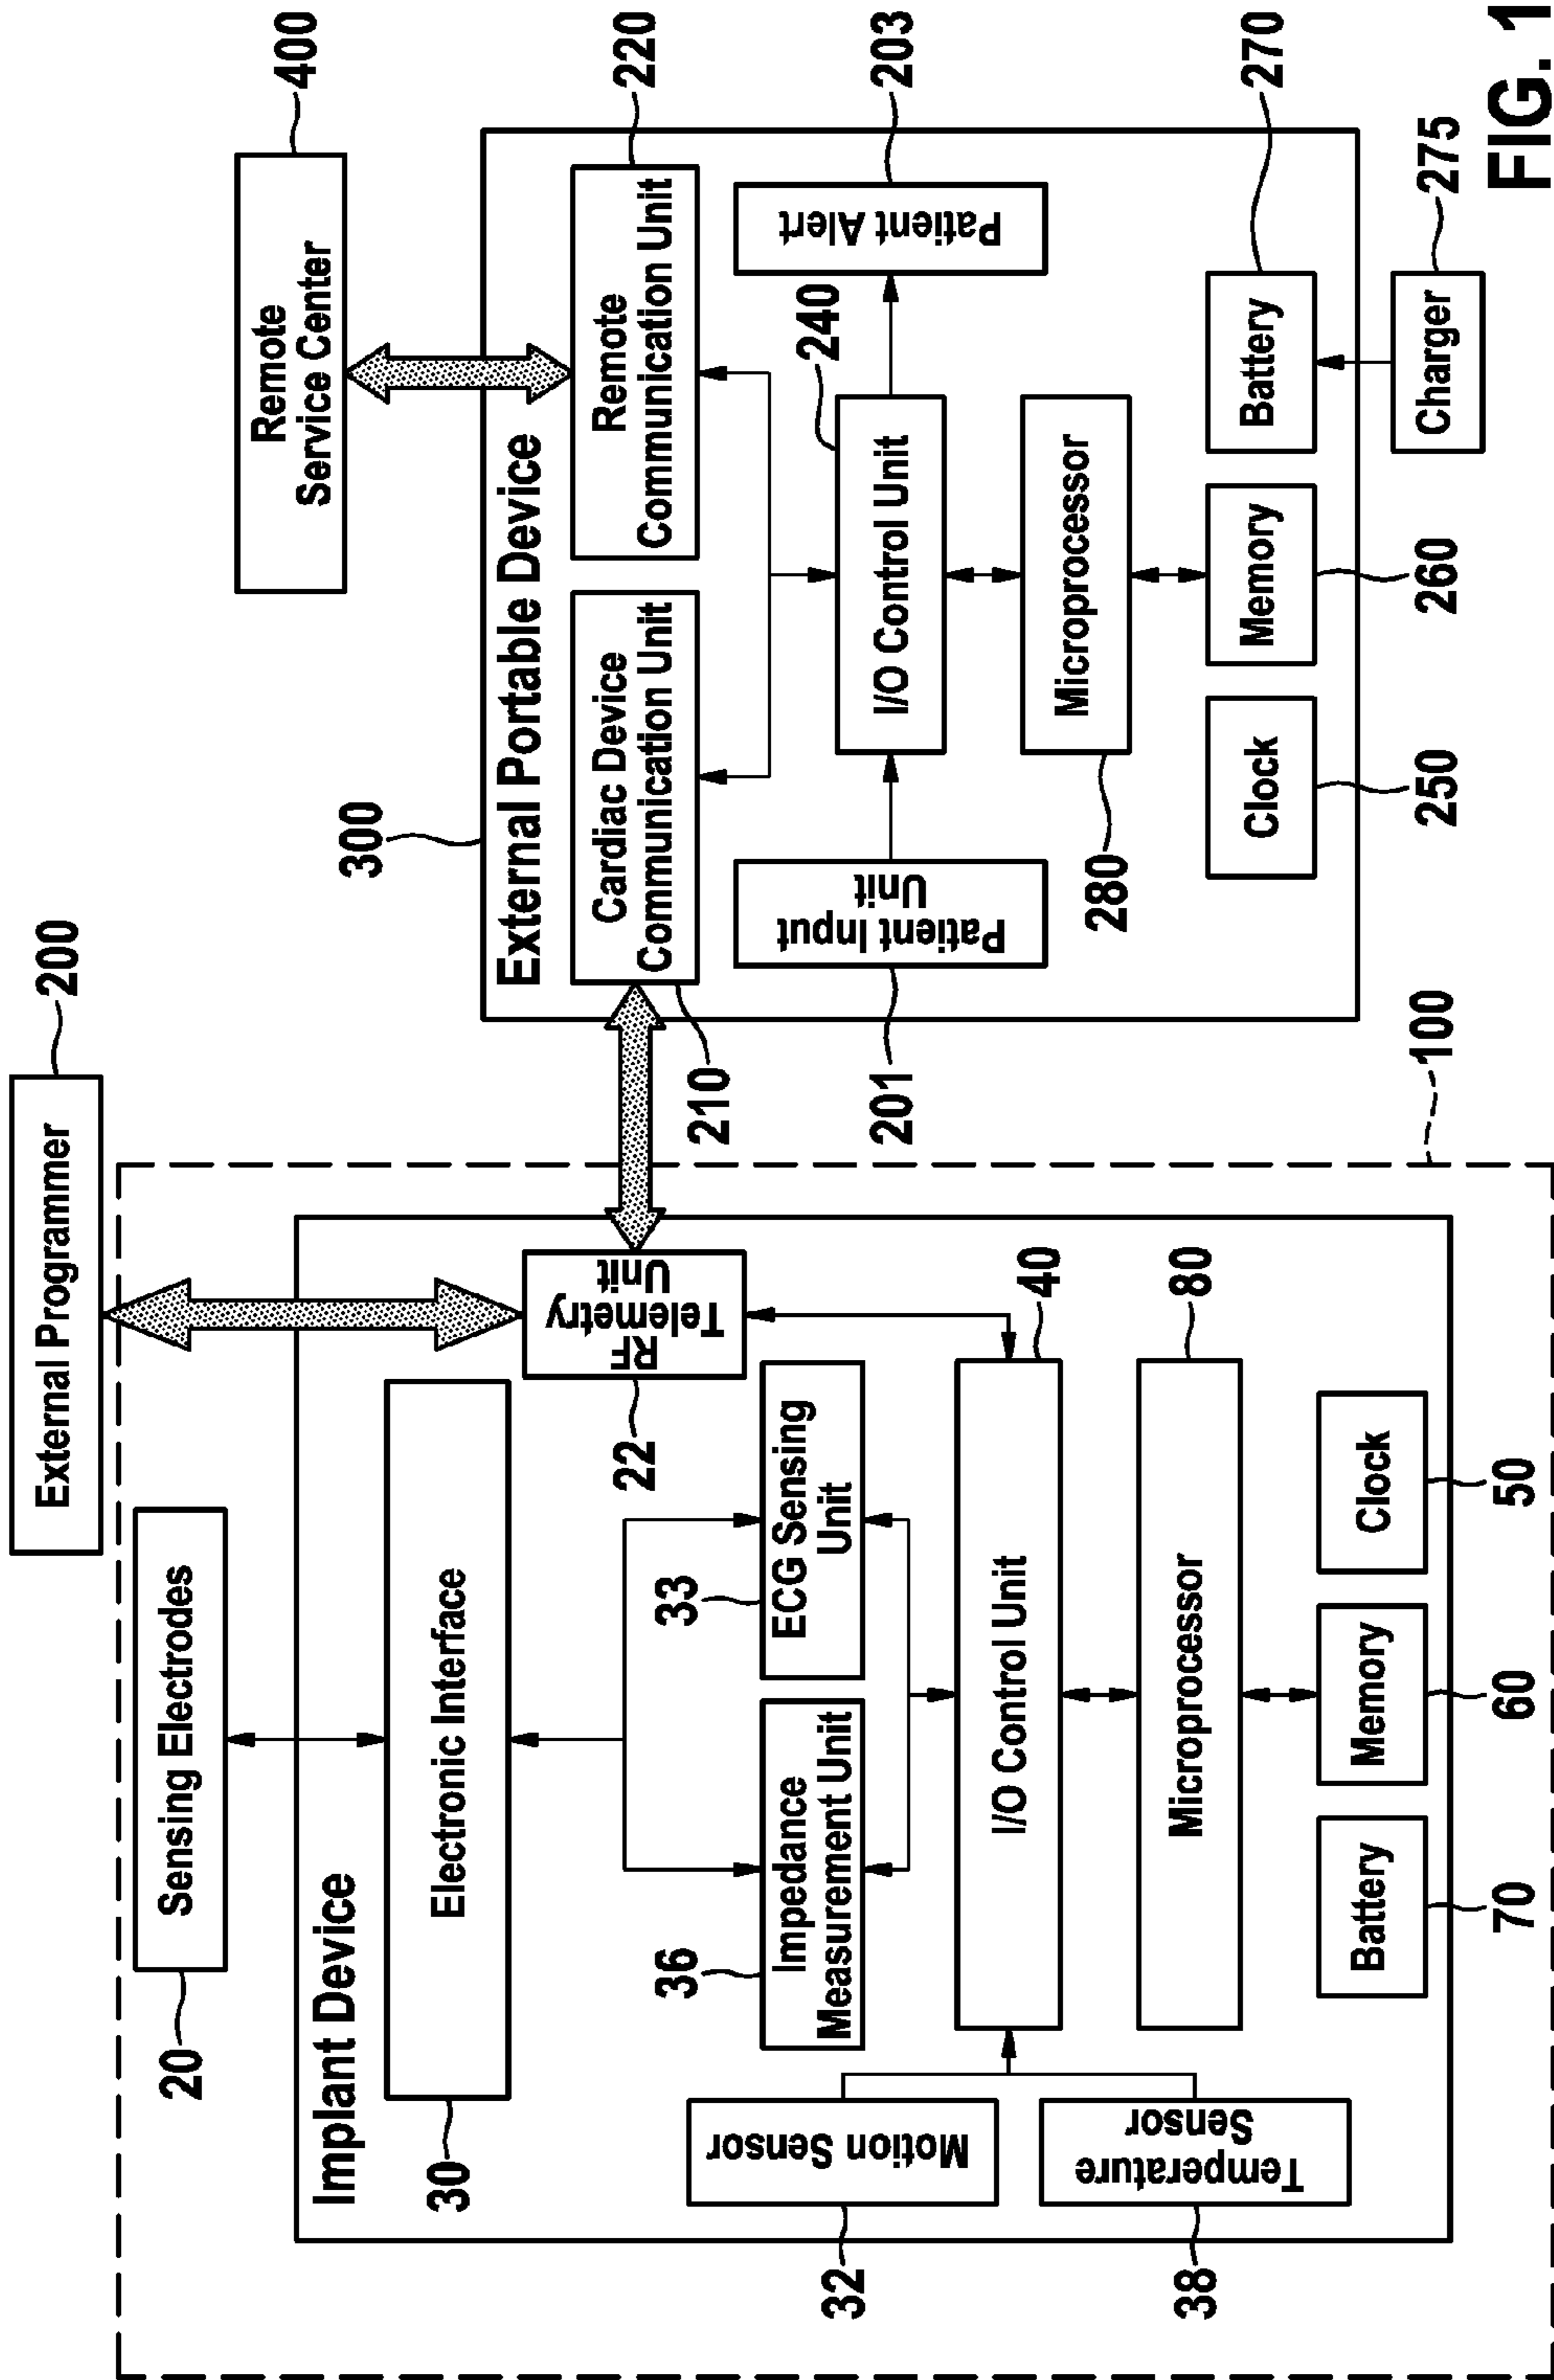 External Programmer
200
Remote
Service Center
400
Sensing Electrodes
20
Implant Device
Electronic Interface
30
RF
Telemetry
Unit
22
Impedance
Measurement Unit
36
ECG Sensing
Unit
33
Motion Sensor
32
Temperature
Sensor
38
I/O Control Unit
40
Microprocessor
80
Battery
70
Memory
60
Clock
50
100
300
External Portable Device
Cardiac Device
Communication Unit
210
Remote
Communication Unit
220
Patient Input
Unit
201
I/O Control Unit
240
Patient Alert
203
Microprocessor
280
Clock
250
Memory
260
Battery
270
Charger
275
FIG. 1